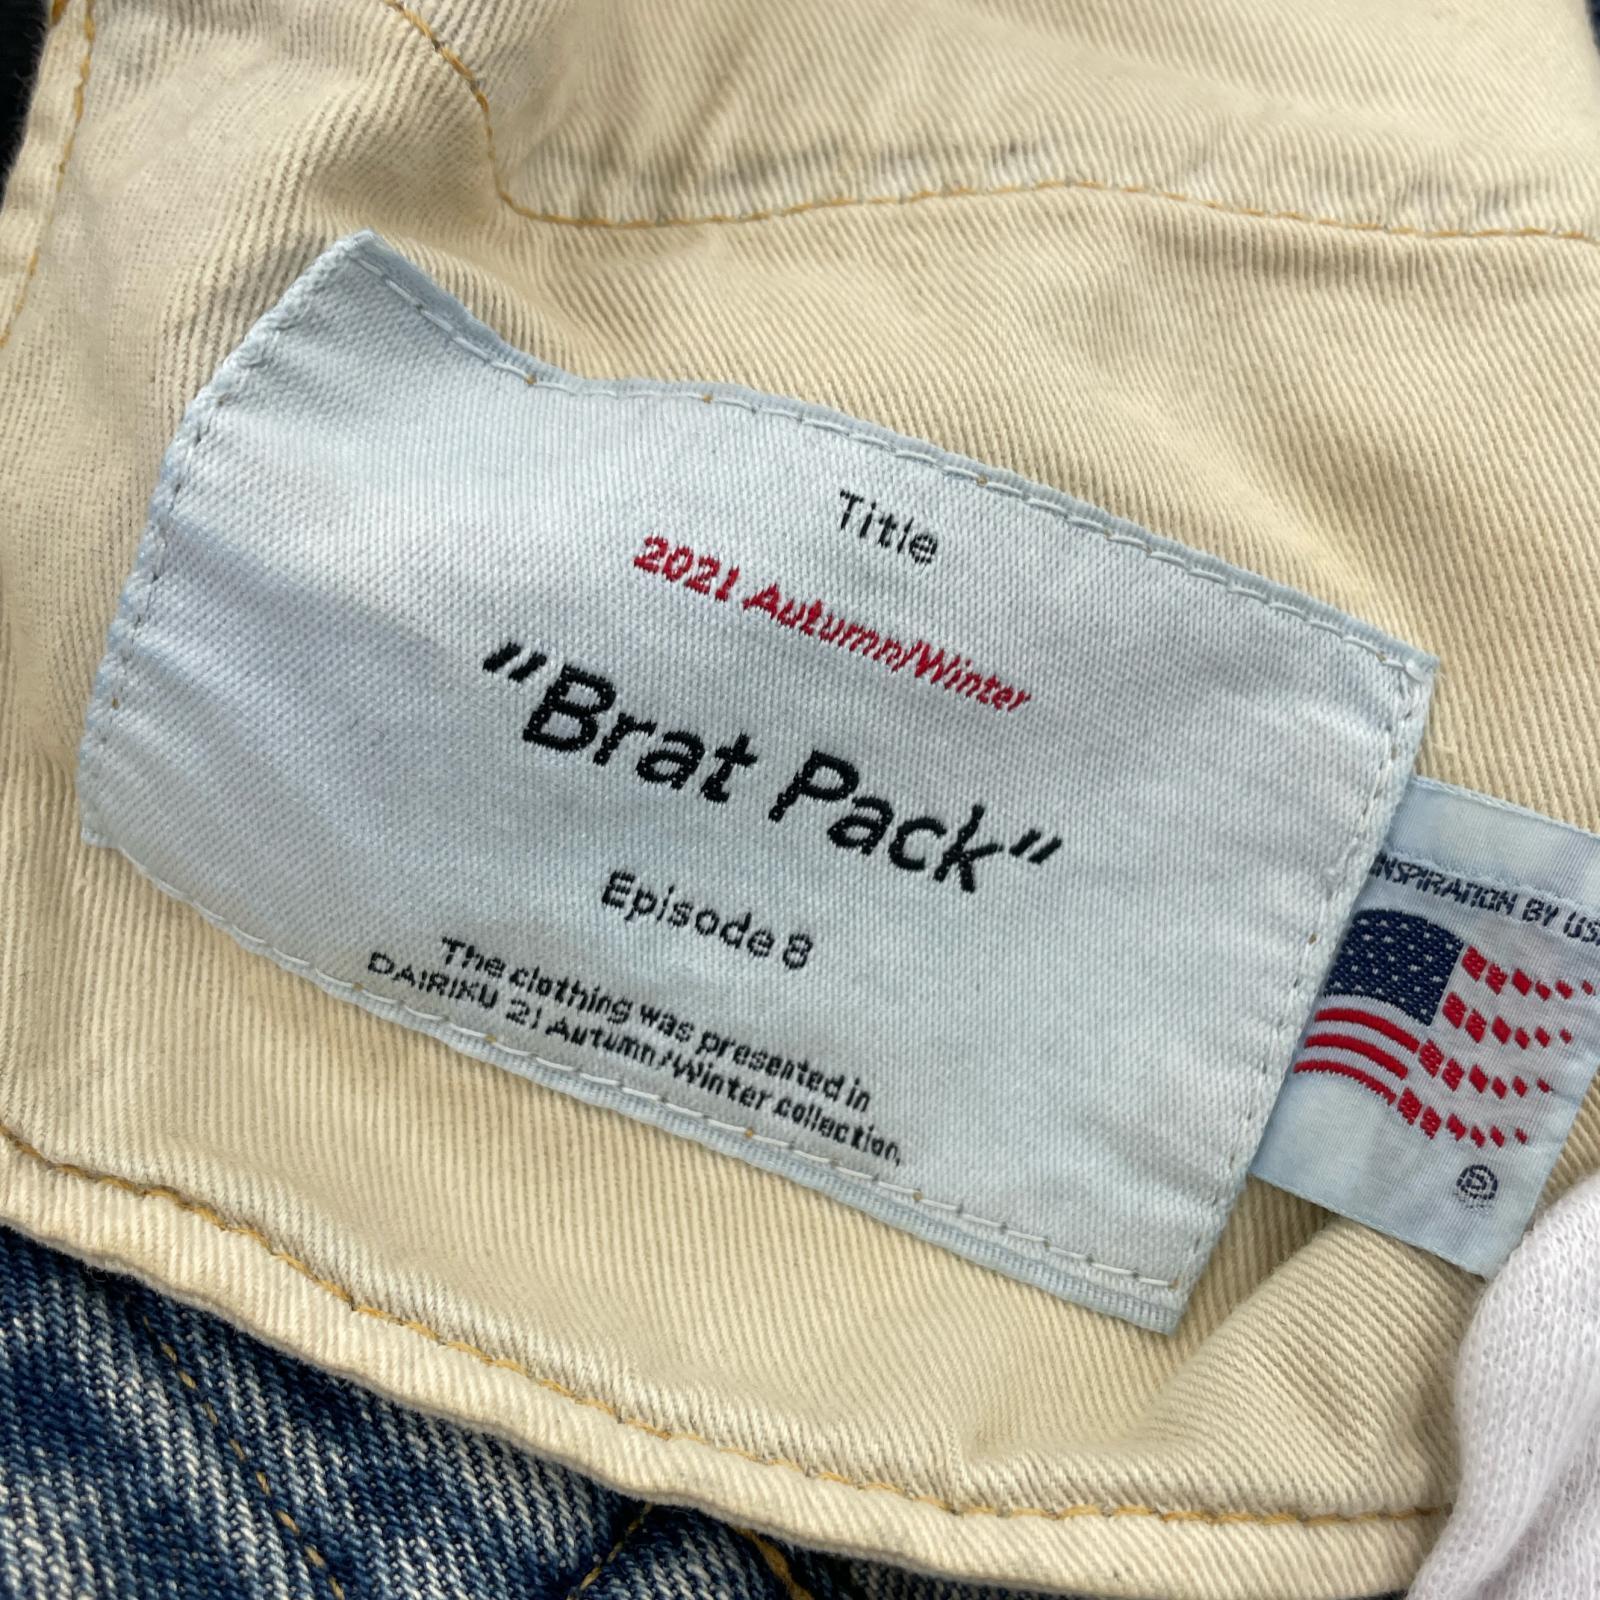 Title
2021 Autumn/Winter
"Brat Pack"
Episode 8
The clothing was presented in
DAIRIKU 21 Autumn/Winter collection.
INSPIRATION BY USA